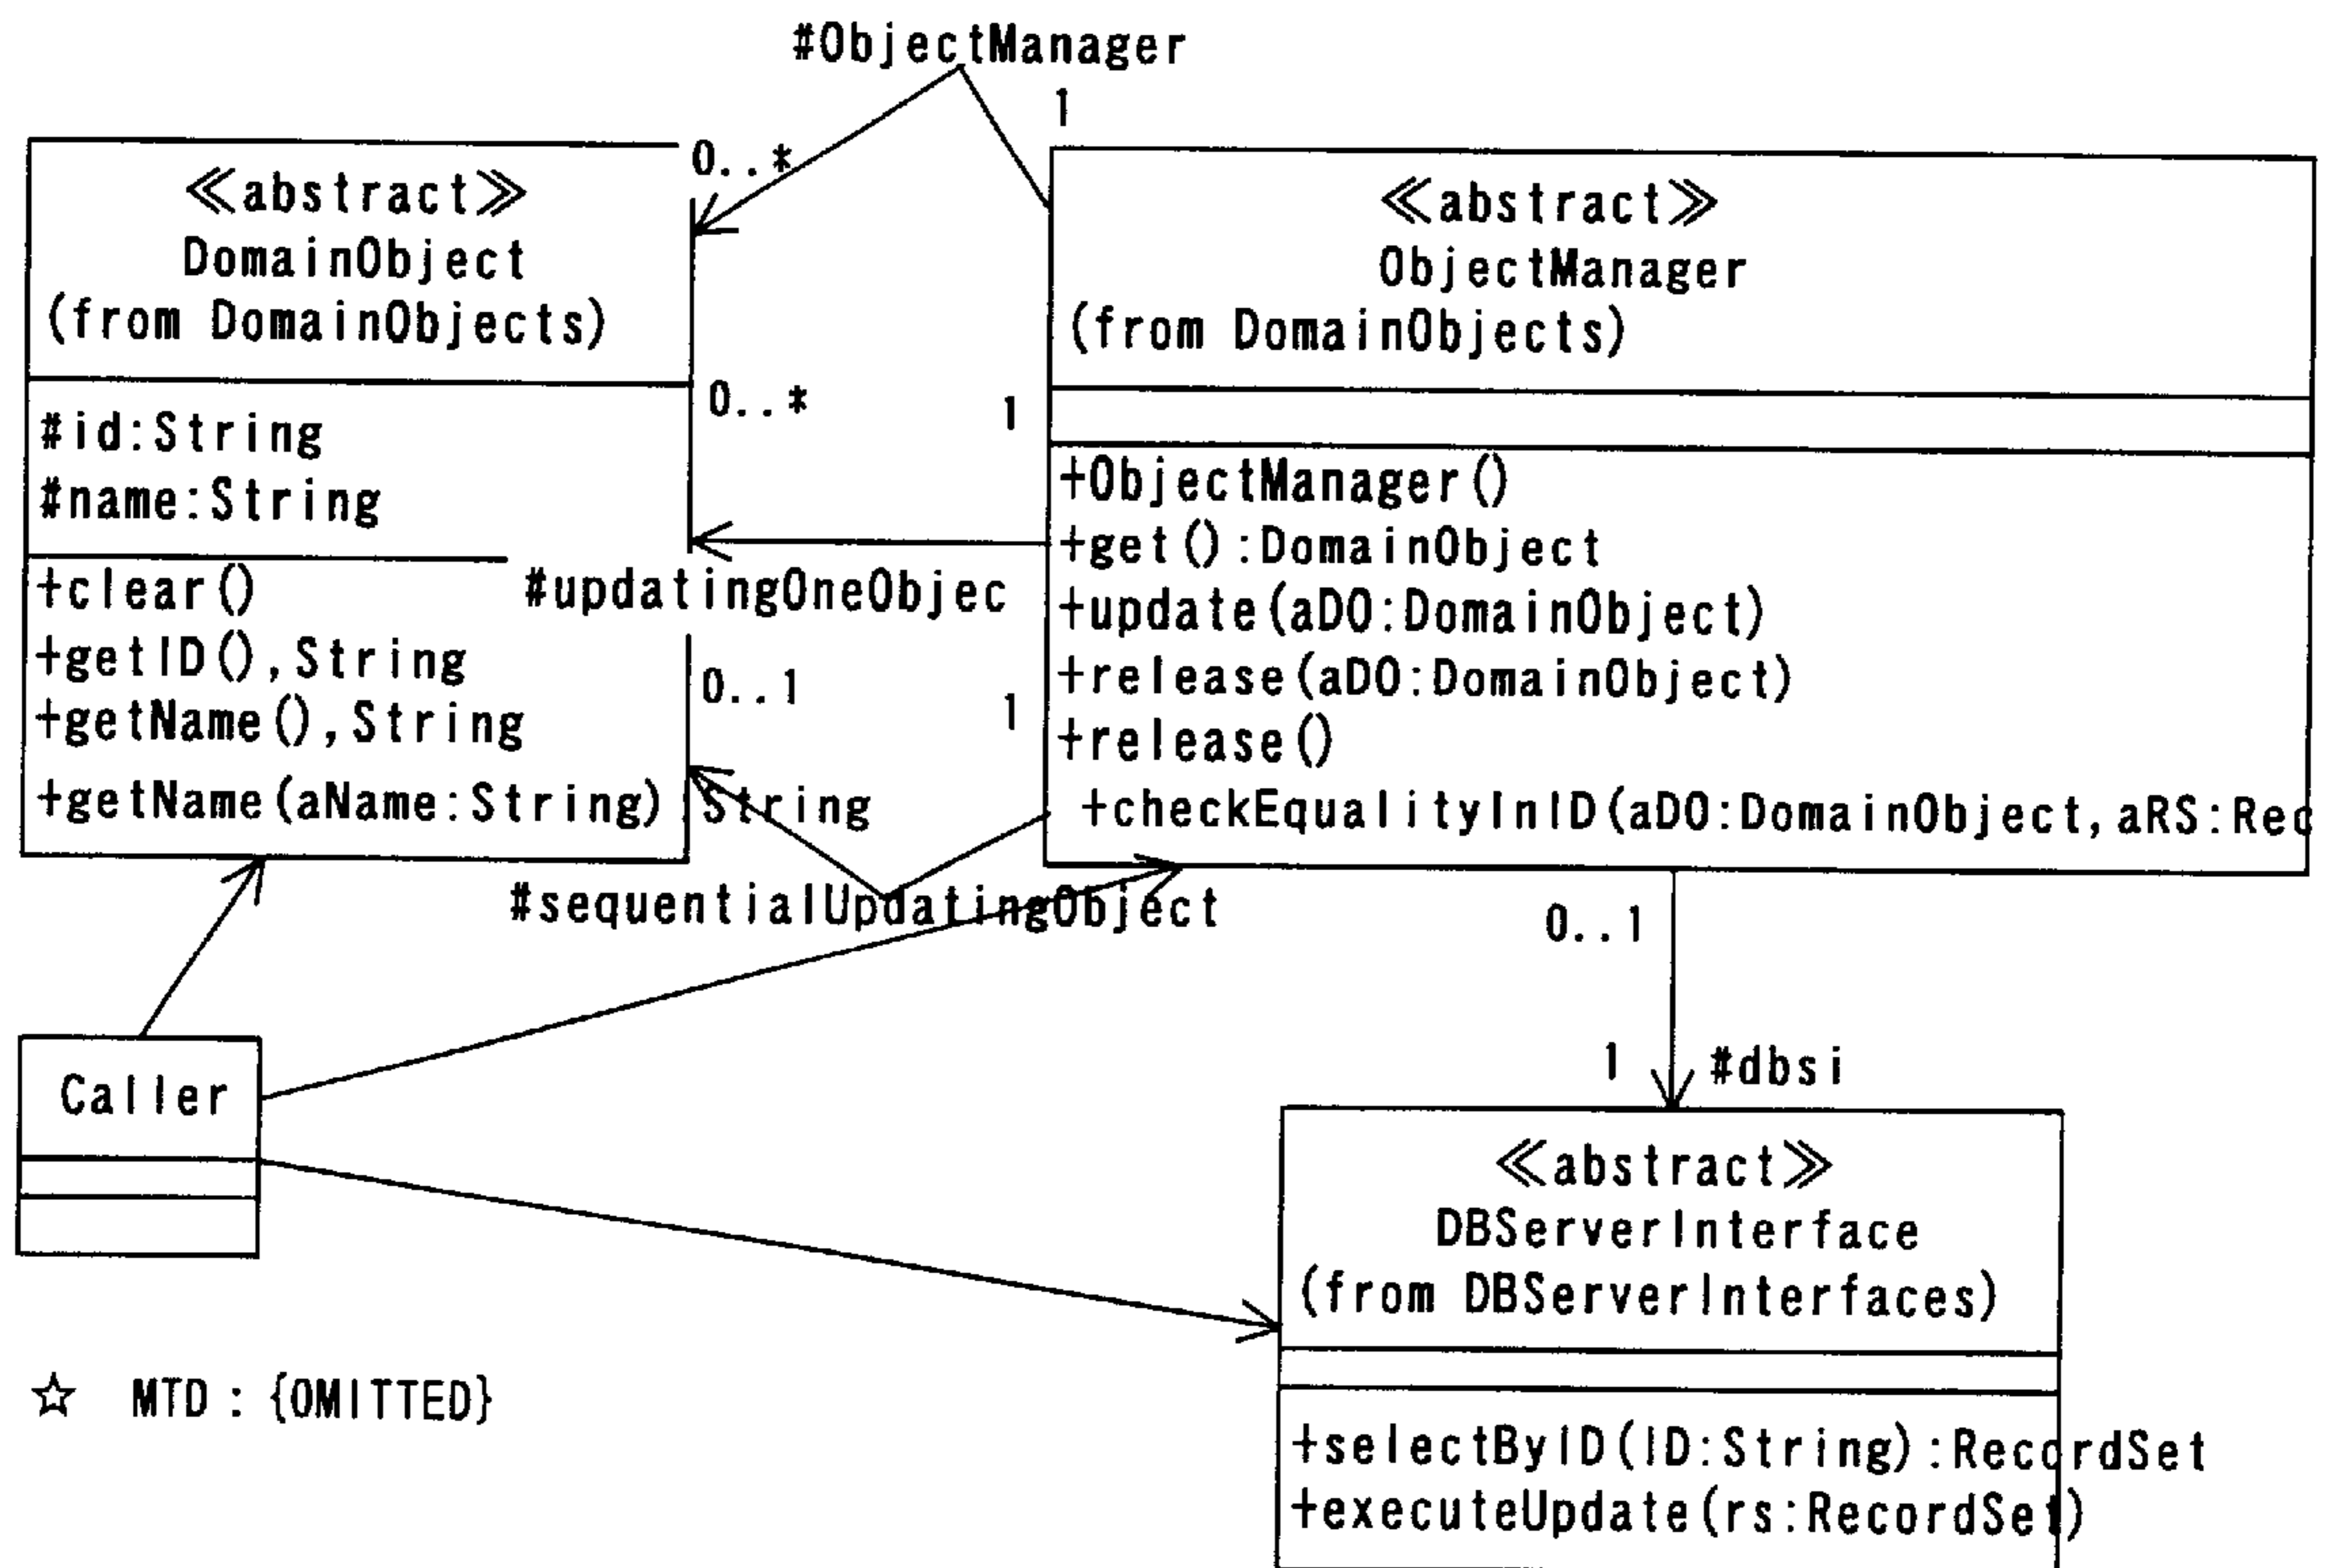 #ObjectManager
1
0..*
≪abstract≫
DomainObject
(from DomainObjects)
#id:String
#name:String
+clear()
+getID(),String
+getName(),String
+getName(aName:String) String
0..*
1
#updatingOneObjec
0..1
1
#sequentialUpdatingObject
≪abstract≫
ObjectManager
(from DomainObjects)
+ObjectManager()
+get():DomainObject
+update(aDO:DomainObject)
+release(aDO:DomainObject)
+release()
+checkEqualityInID(aDO:DomainObject,aRS:Rec
0..1
1
#dbsi
Caller
≪abstract≫
DBServerInterface
(from DBServerInterfaces)
+selectByID(ID:String):RecordSet
+executeUpdate(rs:RecordSet)
☆ MTD : {OMITTED}